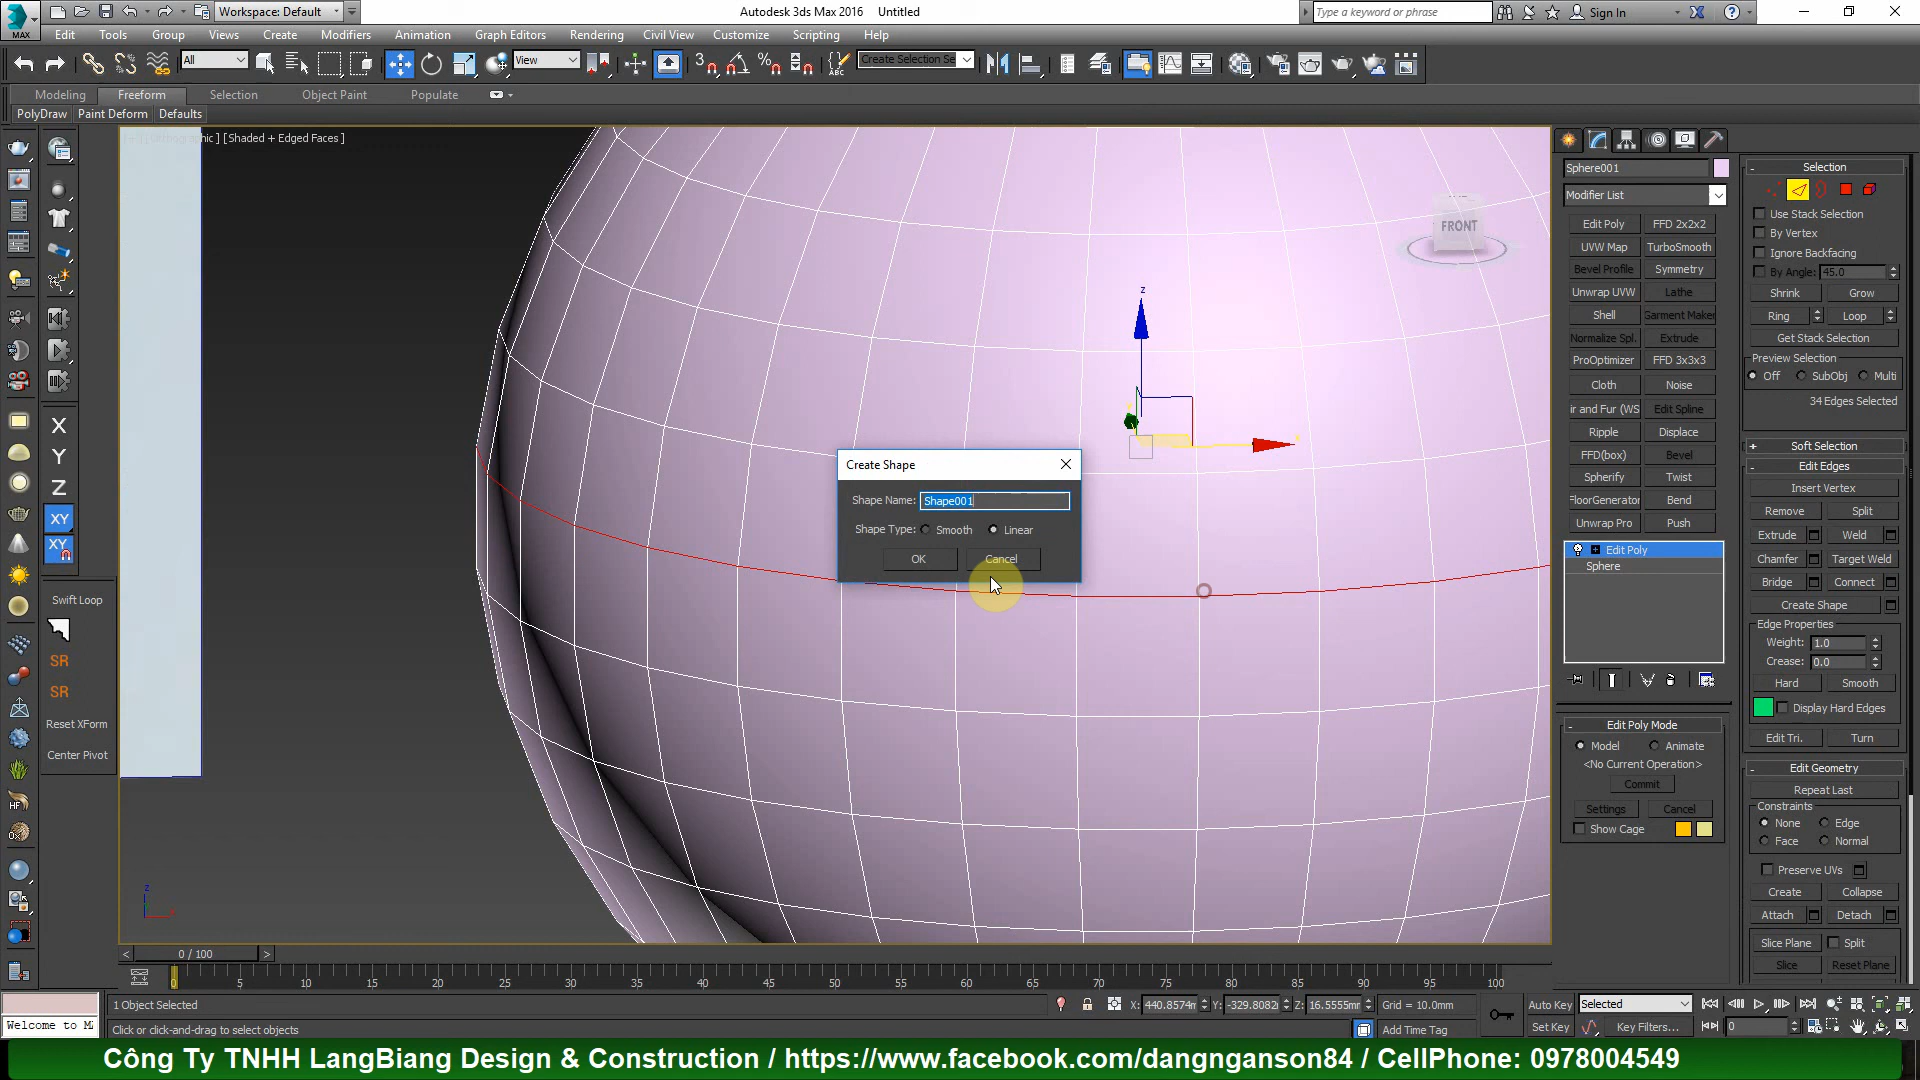 Workspace: Default
Autodesk 3ds Max 2016 Untitled
Type a keyword or phrase
Sign In
MAX
Edit Tools Group Views Create Modifiers Animation Graph Editors Rendering Civil View Customize Scripting Help
All
View
Create Selection Se
Modeling Freeform Selection Object Paint Populate
PolyDraw Paint Deform Defaults
[Shaded + Edged Faces ]
FRONT
X
Y
Z
XY
XY
Swift Loop
SR
SR
Reset XForm
Center Pivot
Create Shape
Shape Name: Shape001
Shape Type: Smooth Linear
OK Cancel
z
z
Sphere001
Modifier List
Edit Poly FFD 2x2x2
UVW Map TurboSmooth
Bevel Profile Symmetry
Unwrap UVW Lathe
Shell Garment Maker
Normalize Spl. Extrude
ProOptimizer FFD 3x3x3
Cloth Noise
ir and Fur (WS Edit Spline
Ripple Displace
FFD(box) Bevel
Spherify Twist
FloorGenerator Bend
Unwrap Pro Push
Edit Poly
Sphere
Edit Poly Mode
Model Animate
<No Current Operation>
Commit
Settings Cancel
Show Cage
Selection
Use Stack Selection
By Vertex
Ignore Backfacing
By Angle: 45.0
Shrink Grow
Ring Loop
Get Stack Selection
Preview Selection
Off SubObj Multi
34 Edges Selected
Soft Selection
Edit Edges
Insert Vertex
Remove Split
Extrude Weld
Chamfer Target Weld
Bridge Connect
Create Shape
Edge Properties
Weight: 1.0
Crease: 0.0
Hard Smooth
Display Hard Edges
Edit Tri. Turn
Edit Geometry
Repeat Last
Constraints
None Edge
Face Normal
Preserve UVs
Create Collapse
Attach Detach
Slice Plane Split
Slice Reset Plane
0 / 100
0 5 10 15 20 25 30 35 40 45 50 55 60 65 70 75 80 85 90 95 100
1 Object Selected
X: 440.8574m Y: -329.8082 Z: 16.5555mm Grid = 10.0mm
Auto Key Selected
Welcome to M
Click or click-and-drag to select objects
Add Time Tag
Set Key Key Filters... 0
Công Ty TNHH LangBiang Design & Construction / https://www.facebook.com/dangnganson84 / CellPhone: 0978004549